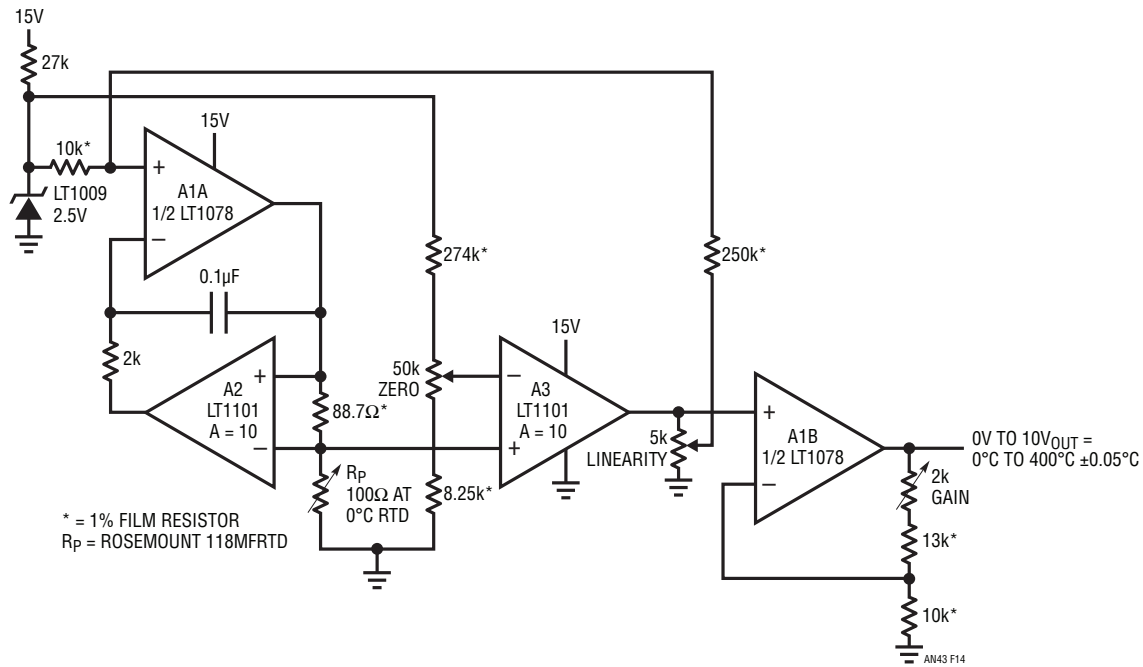 15V
27k
10k*
LT1009
2.5V
+
A1A
1/2 LT1078
–
15V
0.1µF
2k
A2
LT1101
A = 10
+
–
88.7Ω*
RP
100Ω AT
0°C RTD
274k*
50k
ZERO
8.25k*
15V
–
A3
LT1101
A = 10
+
250k*
5k
LINEARITY
+
A1B
1/2 LT1078
–
0V TO 10VOUT =
0°C TO 400°C ±0.05°C
2k
GAIN
13k*
10k*
* = 1% FILM RESISTOR
RP = ROSEMOUNT 118MFRTD
AN43 F14